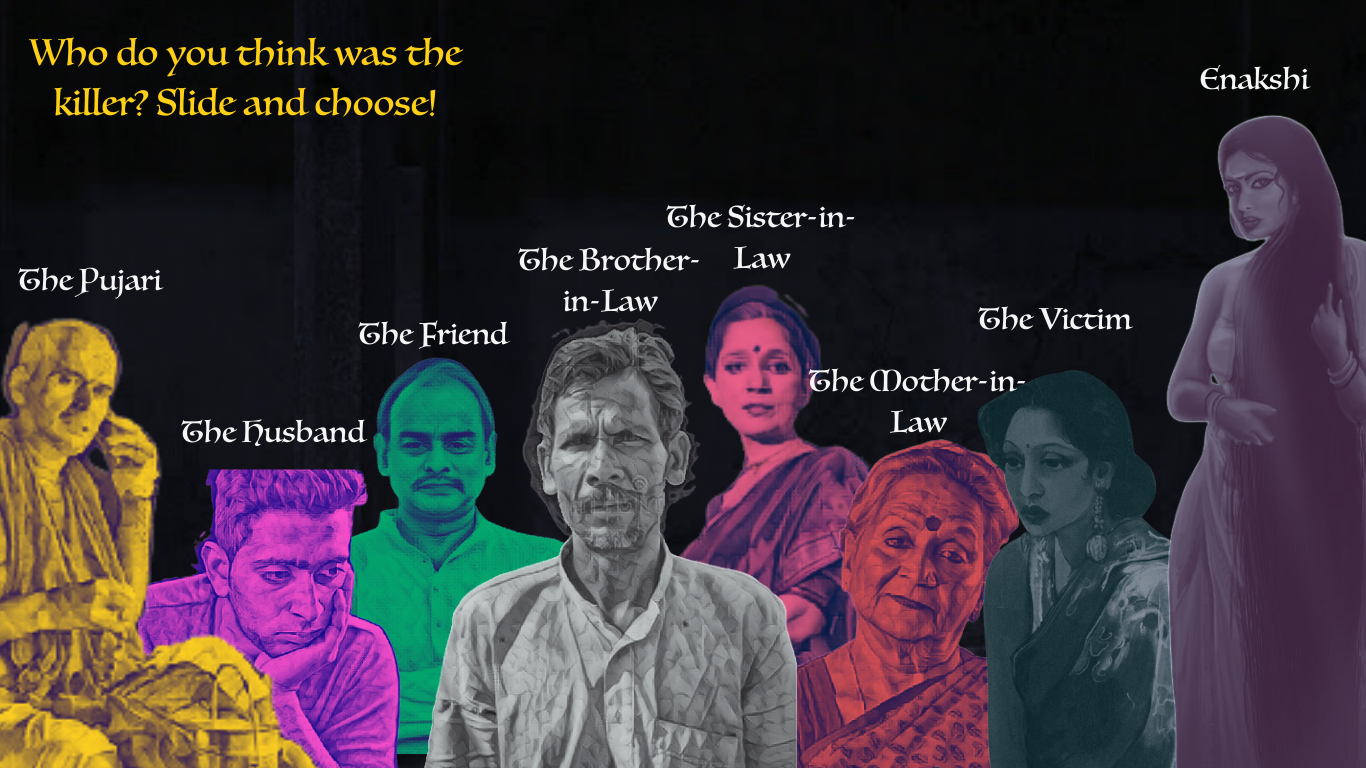 Who do you think was the
killer? Slide and choose!
Enakshi
The Sister-in-
Law
The Brother-
in-Law
The Pujari
The Friend
The Victim
The Mother-in-
Law
The Husband